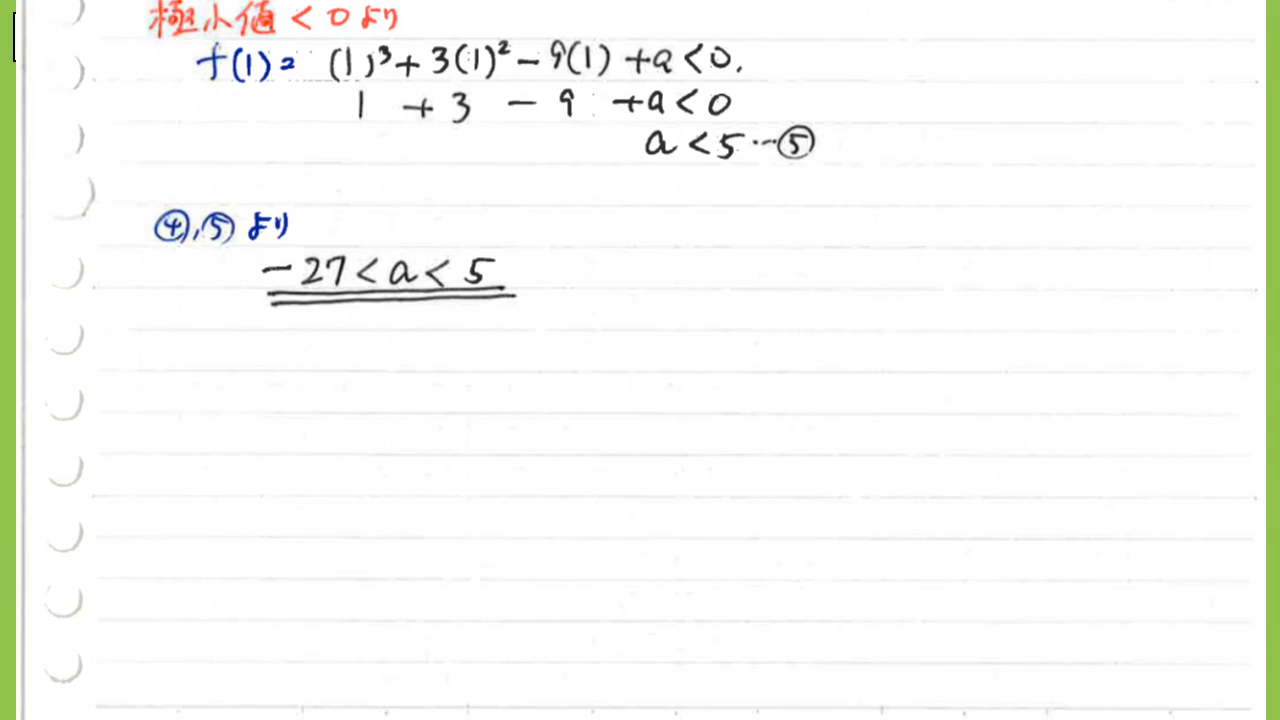 極小値 < 0 より
f(1) = (1)³ + 3(1)² - 9(1) + a < 0.
1 + 3 - 9 + a < 0
a < 5 … ⑤
④, ⑤ より
-27 < a < 5